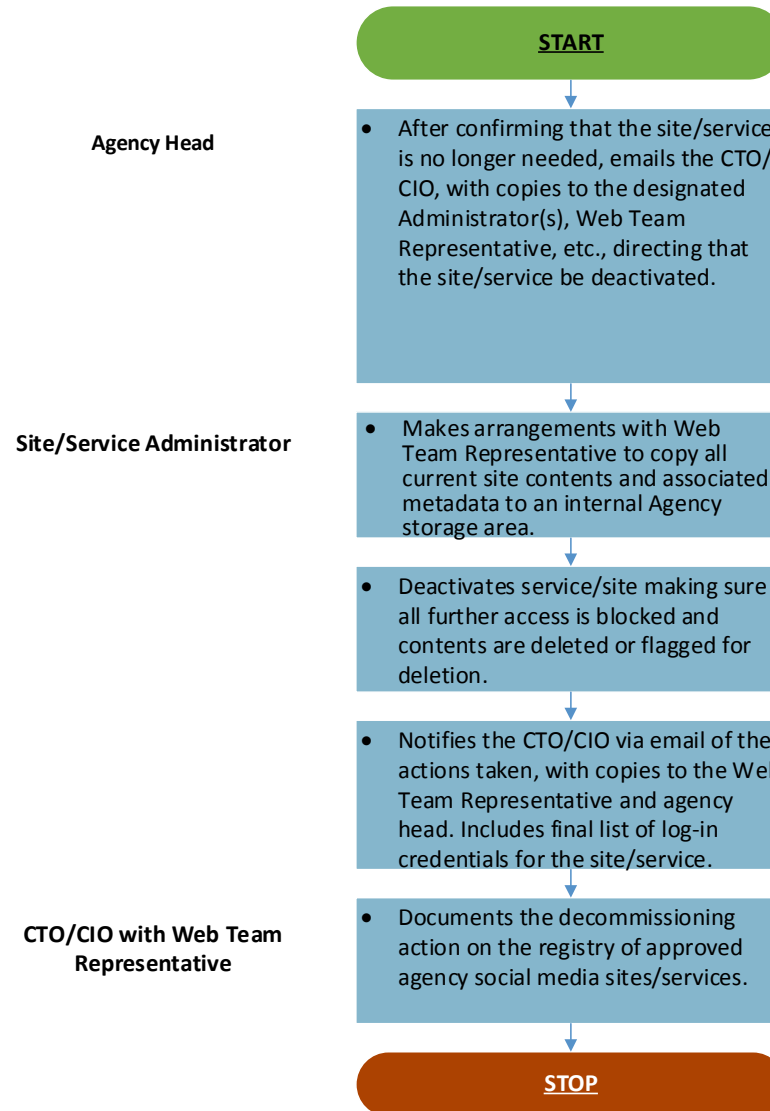 START
Agency Head
• After confirming that the site/service
is no longer needed, emails the CTO/
CIO, with copies to the designated
Administrator(s), Web Team
Representative, etc., directing that
the site/service be deactivated.
Site/Service Administrator
• Makes arrangements with Web
Team Representative to copy all
current site contents and associated
metadata to an internal Agency
storage area.
• Deactivates service/site making sure
all further access is blocked and
contents are deleted or flagged for
deletion.
• Notifies the CTO/CIO via email of the
actions taken, with copies to the Web
Team Representative and agency
head. Includes final list of log-in
credentials for the site/service.
CTO/CIO with Web Team
Representative
• Documents the decommissioning
action on the registry of approved
agency social media sites/services.
STOP